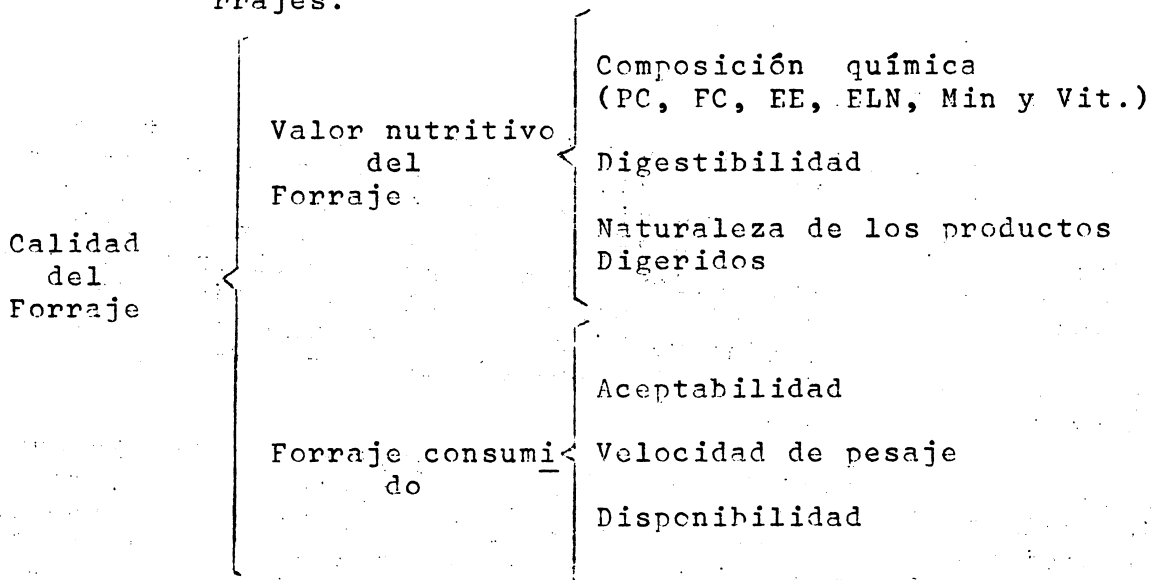 rrajes.
Composición química
(PC, FC, EE, ELN, Min y Vit.)
Valor nutritivo
del
Forraje
Digestibilidad
Naturaleza de los productos
Digeridos
Calidad
del
Forraje
Aceptabilidad
Forraje consumi
do
Velocidad de pesaje
Disponibilidad